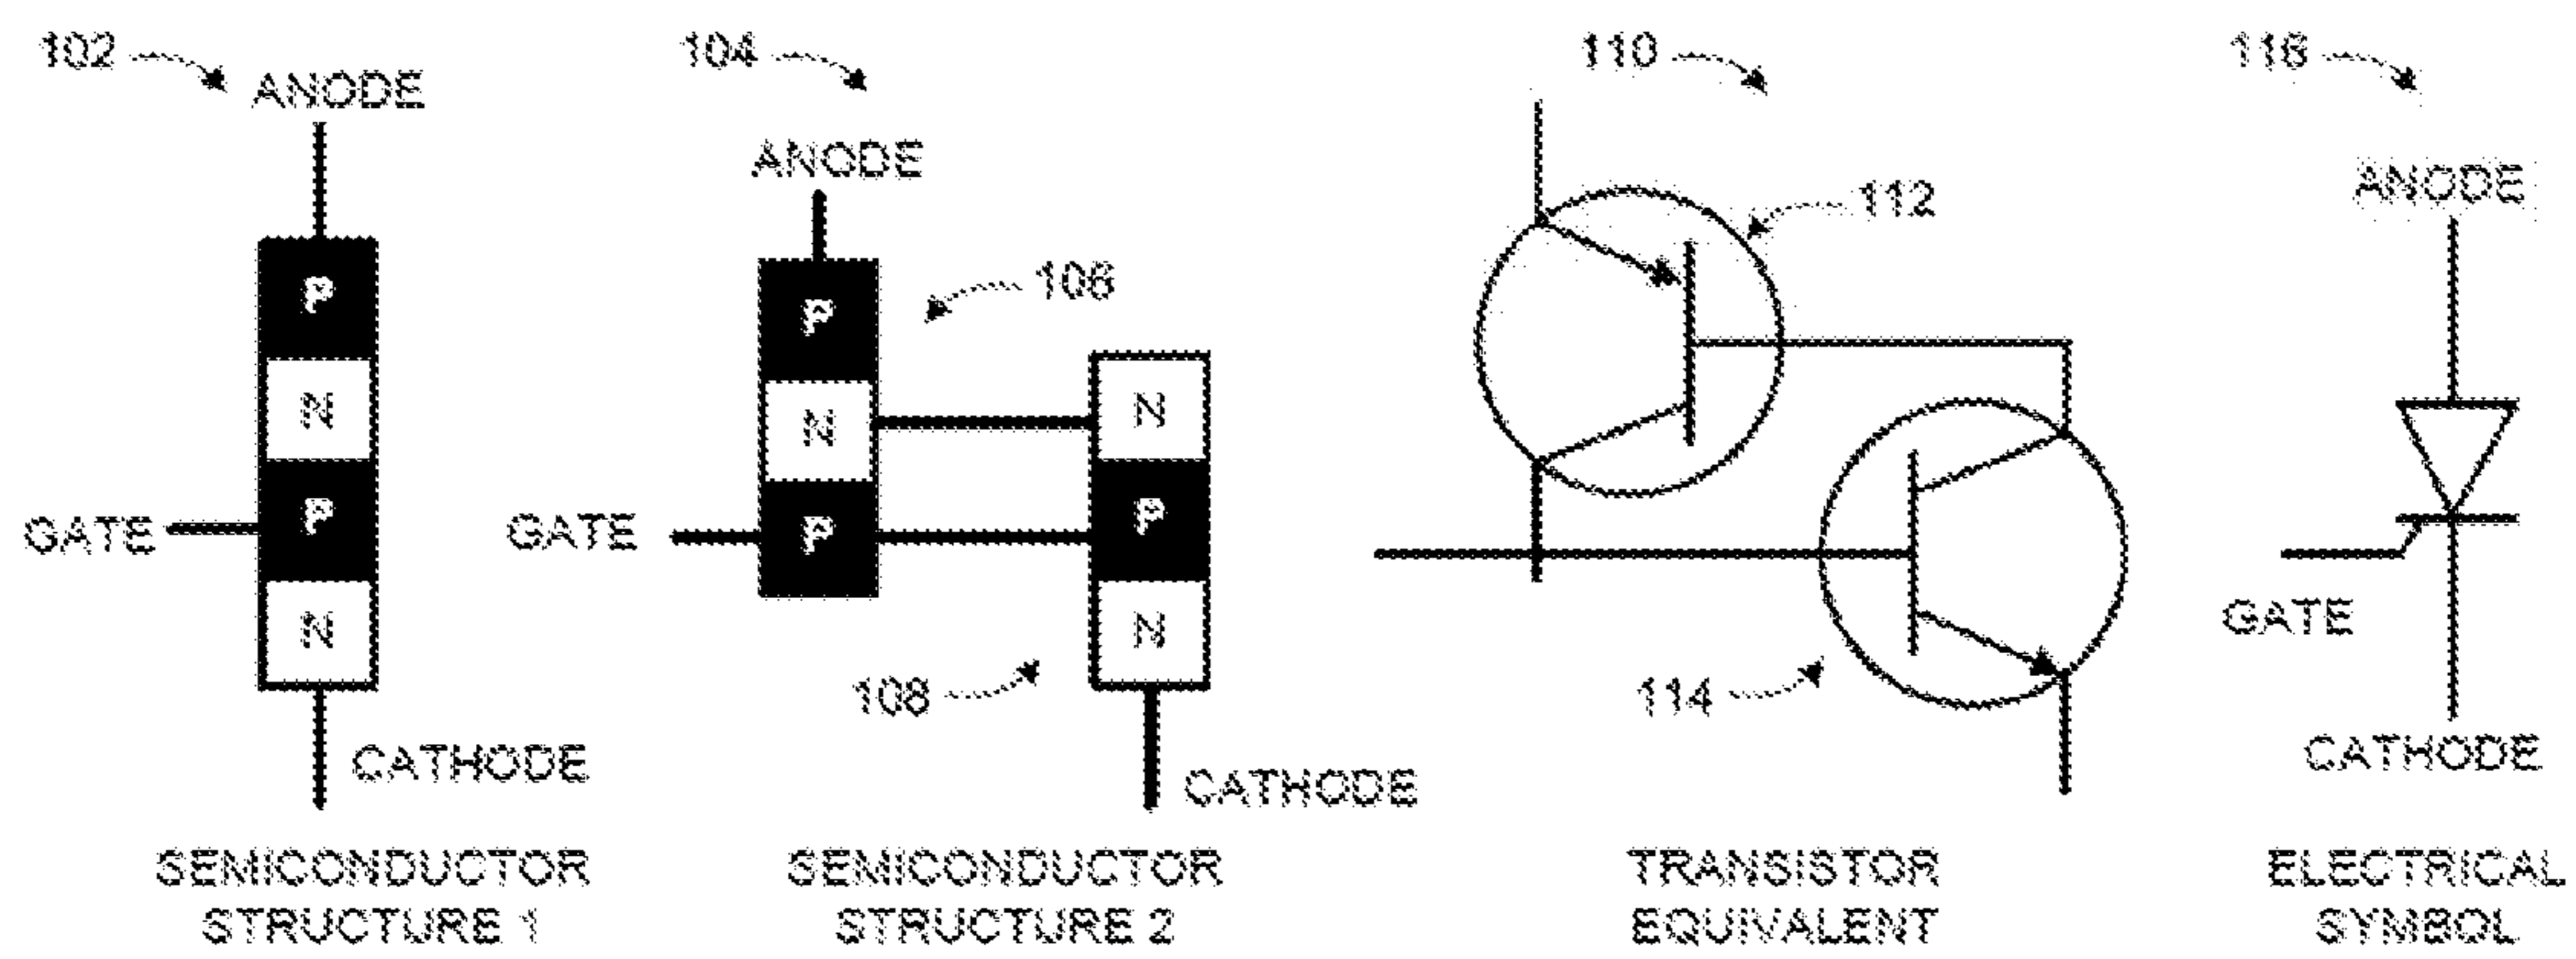 102
104
110
116
ANODE
ANODE
ANODE
112
106
P
N
P
N
P
N
P
N
P
N
GATE
GATE
GATE
108
114
CATHODE
CATHODE
CATHODE
SEMICONDUCTOR
STRUCTURE 1
SEMICONDUCTOR
STRUCTURE 2
TRANSISTOR
EQUIVALENT
ELECTRICAL
SYMBOL